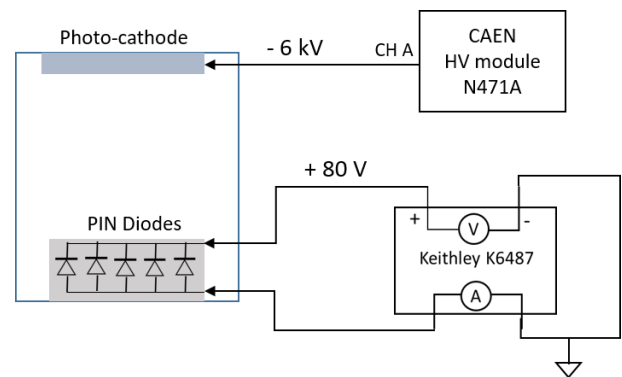 Photo-cathode
- 6 kV
CH A
CAEN
HV module
N471A
+ 80 V
PIN Diodes
+
-
V
Keithley K6487
A